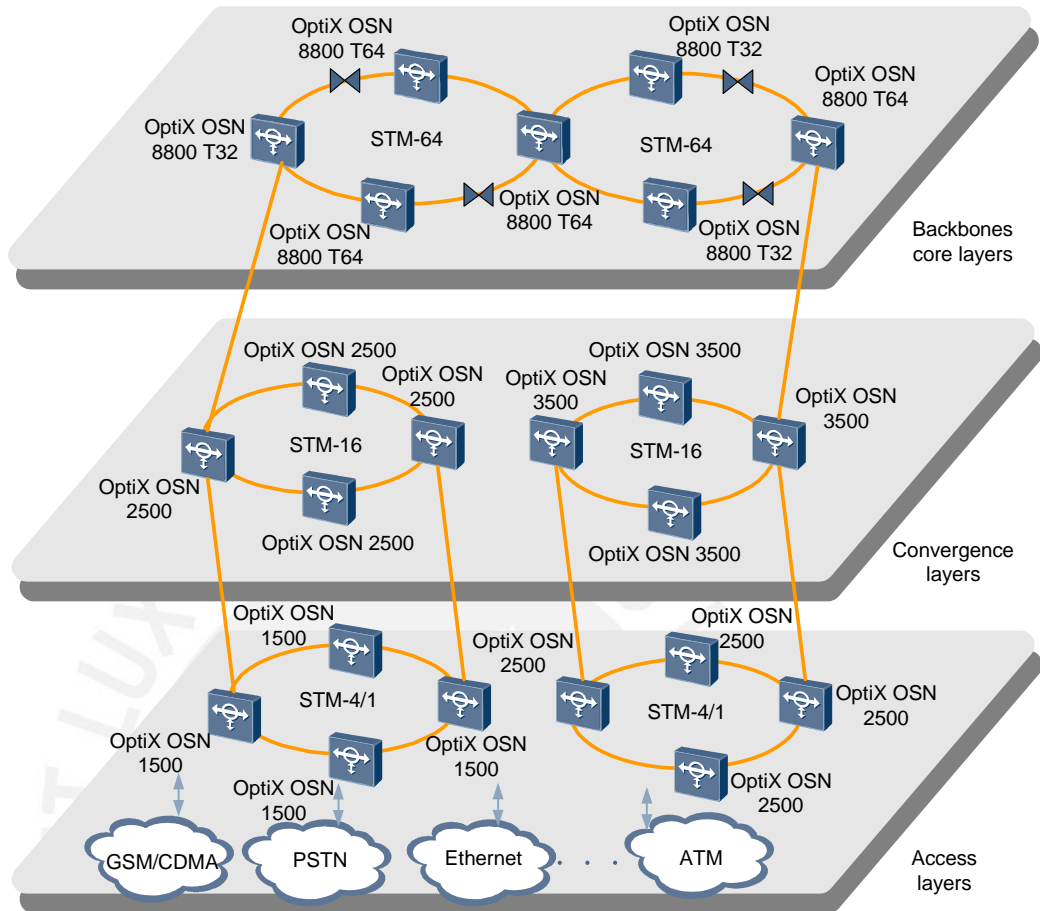 OptiX OSN
8800 T64
OptiX OSN
8800 T32
OptiX OSN
8800 T64
OptiX OSN
8800 T32
STM-64
STM-64
OptiX OSN
8800 T64
OptiX OSN
8800 T64
OptiX OSN
8800 T32
Backbones
core layers
OptiX OSN 2500
OptiX OSN
2500
OptiX OSN 3500
OptiX OSN
3500
OptiX OSN
3500
STM-16
STM-16
OptiX OSN
2500
OptiX OSN 2500
OptiX OSN 3500
Convergence
layers
OptiX OSN
1500
OptiX OSN
2500
OptiX OSN
2500
STM-4/1
STM-4/1
OptiX OSN
2500
OptiX OSN
1500
OptiX OSN
1500
OptiX OSN
1500
OptiX OSN
2500
GSM/CDMA
PSTN
Ethernet
. . .
ATM
Access
layers